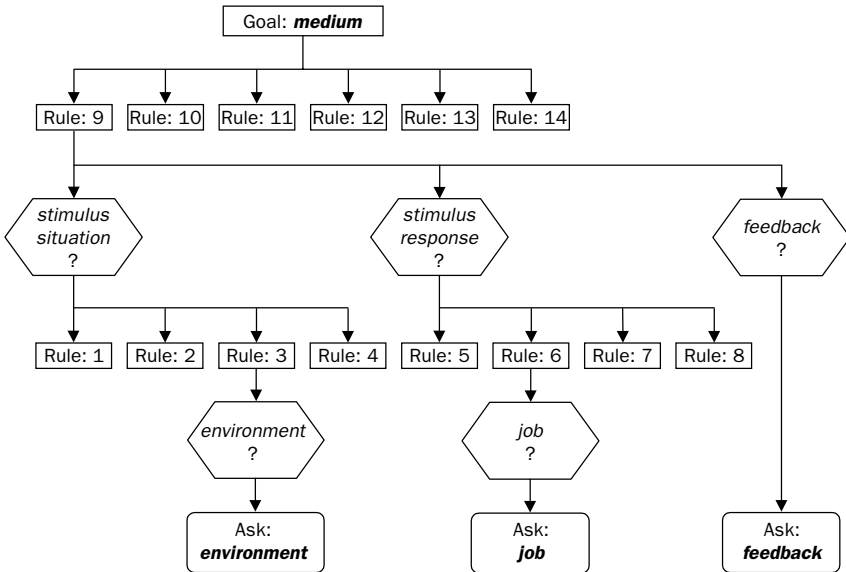 Goal: medium
Rule: 9
Rule: 10
Rule: 11
Rule: 12
Rule: 13
Rule: 14
stimulus
situation
?
stimulus
response
?
feedback
?
Rule: 1
Rule: 2
Rule: 3
Rule: 4
Rule: 5
Rule: 6
Rule: 7
Rule: 8
environment
?
job
?
Ask:
environment
Ask:
job
Ask:
feedback